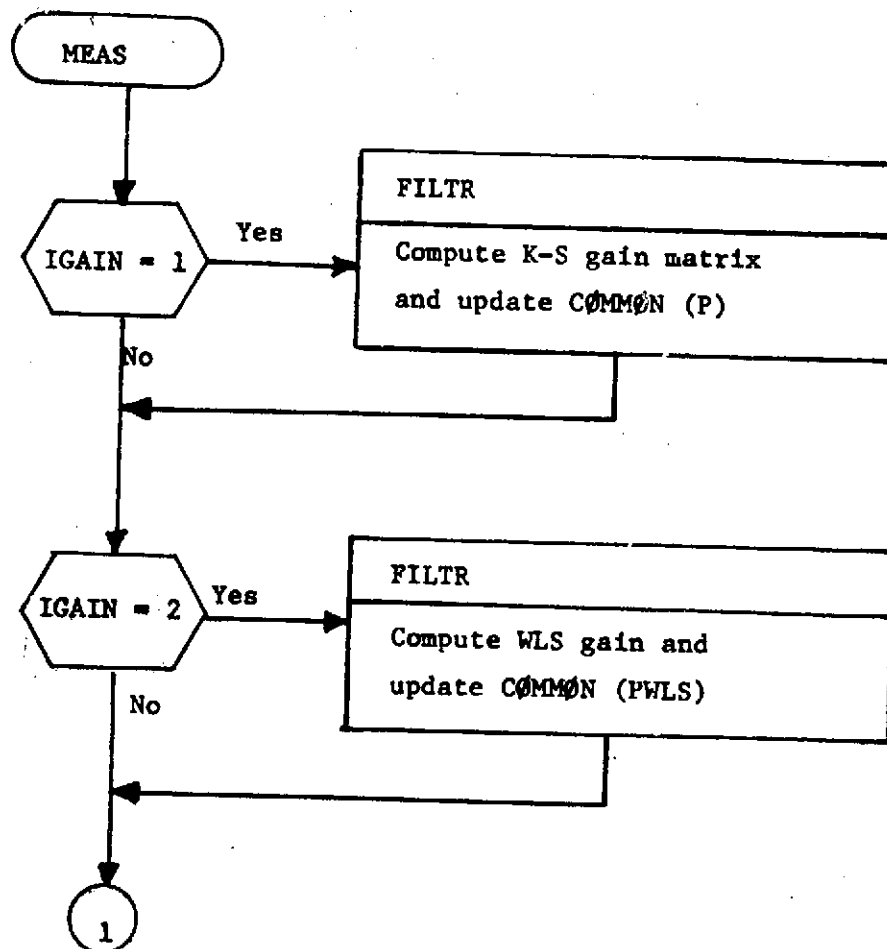 MEAS
IGAIN = 1
Yes
FILTR
Compute K-S gain matrix
and update CØMMØN (P)
No
IGAIN = 2
Yes
FILTR
Compute WLS gain and
update CØMMØN (PWLS)
No
1